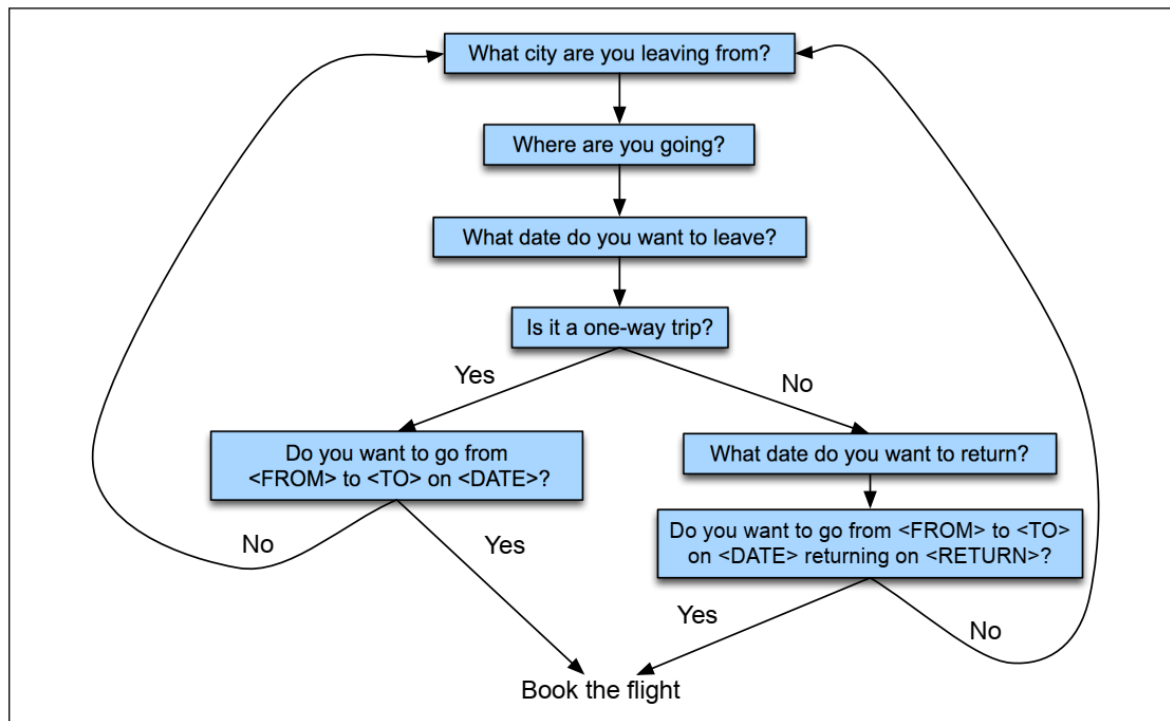 What city are you leaving from?
Where are you going?
What date do you want to leave?
Is it a one-way trip?
Yes
No
Do you want to go from
<FROM> to <TO> on <DATE>?
What date do you want to return?
Do you want to go from <FROM> to <TO>
on <DATE> returning on <RETURN>?
No
Yes
Yes
No
Book the flight